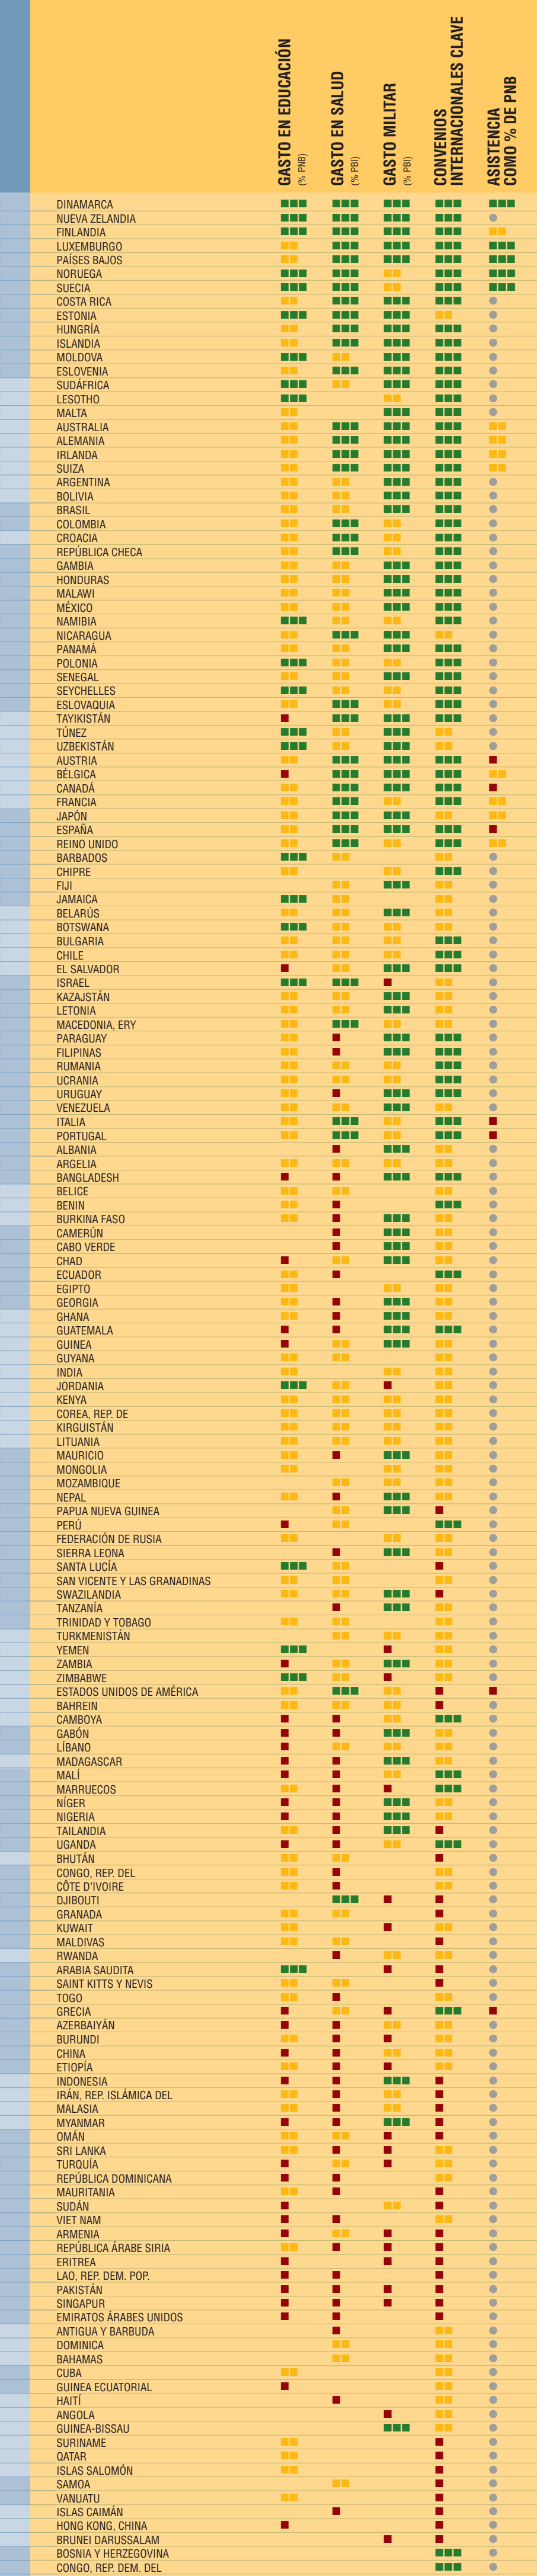 GASTO EN EDUCACIÓN
(% PNB)
GASTO EN SALUD
(% PBI)
GASTO MILITAR
(% PBI)
CONVENIOS
INTERNACIONALES CLAVE
ASISTENCIA
COMO % DE PNB
DINAMARCA
NUEVA ZELANDIA
FINLANDIA
LUXEMBURGO
PAÍSES BAJOS
NORUEGA
SUECIA
COSTA RICA
ESTONIA
HUNGRÍA
ISLANDIA
MOLDOVA
ESLOVENIA
SUDÁFRICA
LESOTHO
MALTA
AUSTRALIA
ALEMANIA
IRLANDA
SUIZA
ARGENTINA
BOLIVIA
BRASIL
COLOMBIA
CROACIA
REPÚBLICA CHECA
GAMBIA
HONDURAS
MALAWI
MÉXICO
NAMIBIA
NICARAGUA
PANAMÁ
POLONIA
SENEGAL
SEYCHELLES
ESLOVAQUIA
TAYIKISTÁN
TÚNEZ
UZBEKISTÁN
AUSTRIA
BÉLGICA
CANADÁ
FRANCIA
JAPÓN
ESPAÑA
REINO UNIDO
BARBADOS
CHIPRE
FIJI
JAMAICA
BELARÚS
BOTSWANA
BULGARIA
CHILE
EL SALVADOR
ISRAEL
KAZAJSTÁN
LETONIA
MACEDONIA, ERY
PARAGUAY
FILIPINAS
RUMANIA
UCRANIA
URUGUAY
VENEZUELA
ITALIA
PORTUGAL
ALBANIA
ARGELIA
BANGLADESH
BELICE
BENIN
BURKINA FASO
CAMERÚN
CABO VERDE
CHAD
ECUADOR
EGIPTO
GEORGIA
GHANA
GUATEMALA
GUINEA
GUYANA
INDIA
JORDANIA
KENYA
COREA, REP. DE
KIRGUISTÁN
LITUANIA
MAURICIO
MONGOLIA
MOZAMBIQUE
NEPAL
PAPUA NUEVA GUINEA
PERÚ
FEDERACIÓN DE RUSIA
SIERRA LEONA
SANTA LUCÍA
SAN VICENTE Y LAS GRANADINAS
SWAZILANDIA
TANZANÍA
TRINIDAD Y TOBAGO
TURKMENISTÁN
YEMEN
ZAMBIA
ZIMBABWE
ESTADOS UNIDOS DE AMÉRICA
BAHREIN
CAMBOYA
GABÓN
LÍBANO
MADAGASCAR
MALÍ
MARRUECOS
NÍGER
NIGERIA
TAILANDIA
UGANDA
BHUTÁN
CONGO, REP. DEL
CÔTE D'IVOIRE
DJIBOUTI
GRANADA
KUWAIT
MALDIVAS
RWANDA
ARABIA SAUDITA
SAINT KITTS Y NEVIS
TOGO
GRECIA
AZERBAIYÁN
BURUNDI
CHINA
ETIOPÍA
INDONESIA
IRÁN, REP. ISLÁMICA DEL
MALASIA
MYANMAR
OMÁN
SRI LANKA
TURQUÍA
REPÚBLICA DOMINICANA
MAURITANIA
SUDÁN
VIET NAM
ARMENIA
REPÚBLICA ÁRABE SIRIA
ERITREA
LAO, REP. DEM. POP.
PAKISTÁN
SINGAPUR
EMIRATOS ÁRABES UNIDOS
ANTIGUA Y BARBUDA
DOMINICA
BAHAMAS
CUBA
GUINEA ECUATORIAL
HAITÍ
ANGOLA
GUINEA-BISSAU
SURINAME
QATAR
ISLAS SALOMÓN
SAMOA
VANUATU
ISLAS CAIMÁN
HONG KONG, CHINA
BRUNEI DARUSSALAM
BOSNIA Y HERZEGOVINA
CONGO, REP. DEM. DEL